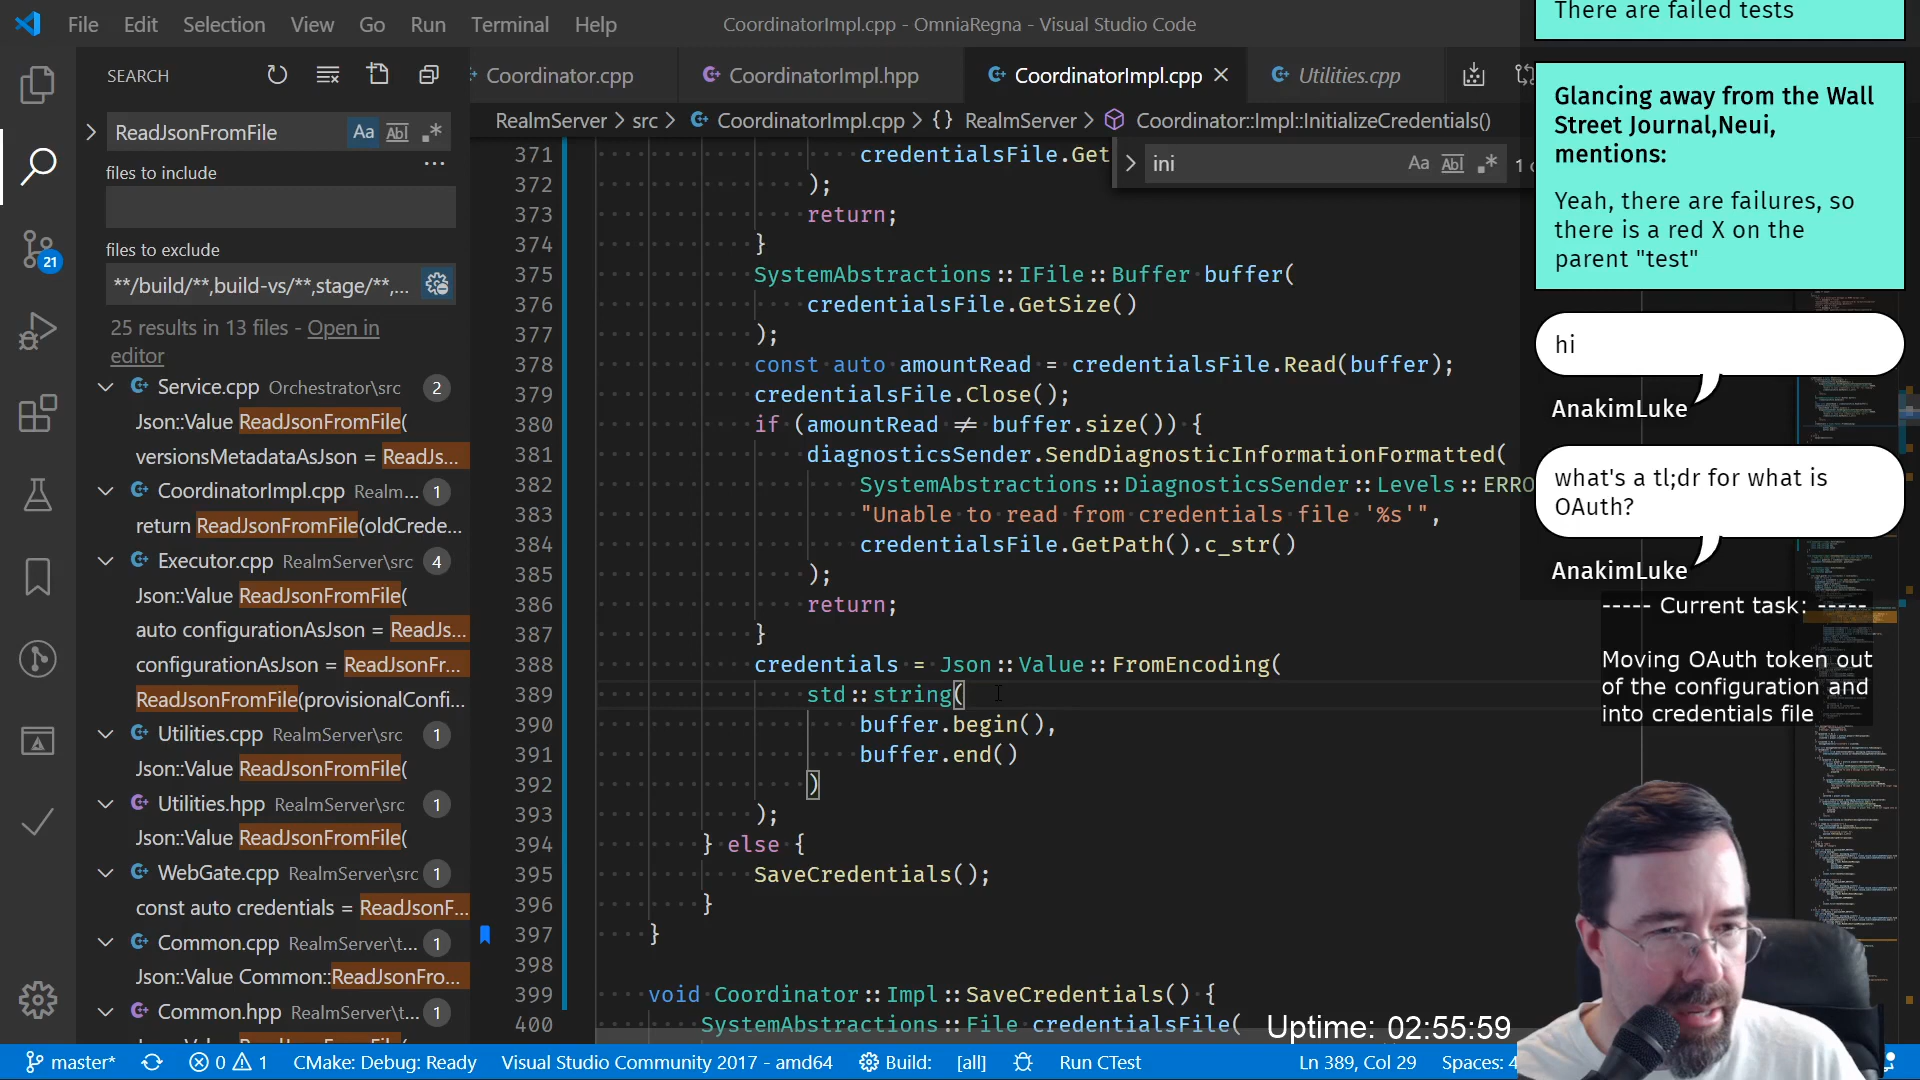 File Edit Selection View Go Run Terminal Help CoordinatorImpl.cpp - OmniaRegna - Visual Studio Code
There are failed tests
SEARCH
Coordinator.cpp CoordinatorImpl.hpp CoordinatorImpl.cpp Utilities.cpp
RealmServer src CoordinatorImpl.cpp {} RealmServer Coordinator::Impl::InitializeCredentials()
ReadJsonFromFile Aa Abl
files to include
files to exclude
**/build/**,build-vs/**,stage/**,...
25 results in 13 files - Open in
editor
Service.cpp Orchestrator\src 2
Json::Value ReadJsonFromFile(
versionsMetadataAsJson = ReadJs...
CoordinatorImpl.cpp Realm... 1
return ReadJsonFromFile(oldCrede...
Executor.cpp RealmServer\src 4
Json::Value ReadJsonFromFile(
auto configurationAsJson = ReadJs...
configurationAsJson = ReadJsonFr...
ReadJsonFromFile(provisionalConfi...
Utilities.cpp RealmServer\src 1
Json::Value ReadJsonFromFile(
Utilities.hpp RealmServer\src 1
Json::Value ReadJsonFromFile(
WebGate.cpp RealmServer\src 1
const auto credentials = ReadJsonF...
Common.cpp RealmServer\t... 1
Json::Value Common::ReadJsonFro...
Common.hpp RealmServer\t... 1
21
ini Aa Abl
371 credentialsFile.Get
372 );
373 return;
374 }
375 SystemAbstractions::IFile::Buffer buffer(
376 credentialsFile.GetSize()
377 );
378 const auto amountRead = credentialsFile.Read(buffer);
379 credentialsFile.Close();
380 if (amountRead ≠ buffer.size()) {
381 diagnosticsSender.SendDiagnosticInformationFormatted(
382 SystemAbstractions::DiagnosticsSender::Levels::ERRO
383 "Unable to read from credentials file '%s'",
384 credentialsFile.GetPath().c_str()
385 );
386 return;
387 }
388 credentials = Json::Value::FromEncoding(
389 std::string(
390 buffer.begin(),
391 buffer.end()
392 )
393 );
394 } else {
395 SaveCredentials();
396 }
397 }
398
399 void Coordinator::Impl::SaveCredentials() {
400 SystemAbstractions::File credentialsFile(
Glancing away from the Wall
Street Journal,Neui,
mentions:
Yeah, there are failures, so
there is a red X on the
parent "test"
hi
AnakimLuke
what's a tl;dr for what is
OAuth?
AnakimLuke
----- Current task: -----
Moving OAuth token out
of the configuration and
into credentials file
Uptime: 02:55:59
master* 0 1 CMake: Debug: Ready Visual Studio Community 2017 - amd64 Build: [all] Run CTest Ln 389, Col 29 Spaces: 4